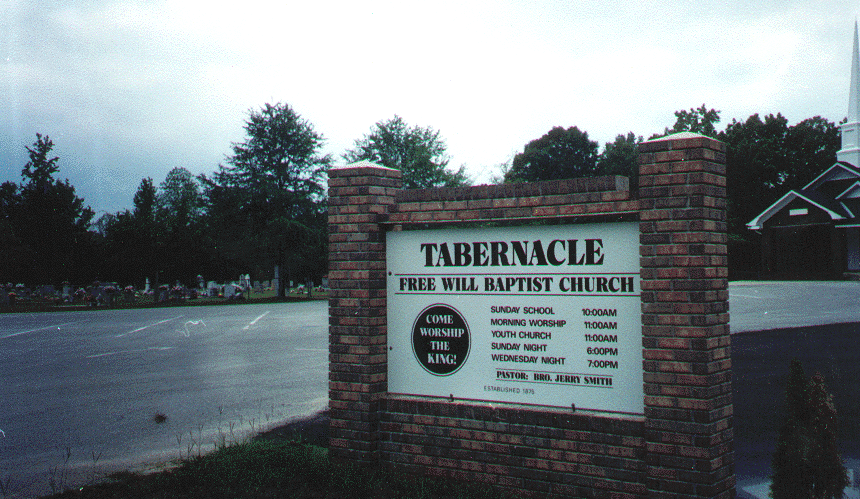 TABERNACLE
FREE WILL BAPTIST CHURCH
COME
WORSHIP
THE
KING!
SUNDAY SCHOOL 10:00AM
MORNING WORSHIP 11:00AM
YOUTH CHURCH 11:00AM
SUNDAY NIGHT 6:00PM
WEDNESDAY NIGHT 7:00PM
PASTOR: BRO. JERRY SMITH
ESTABLISHED 1875